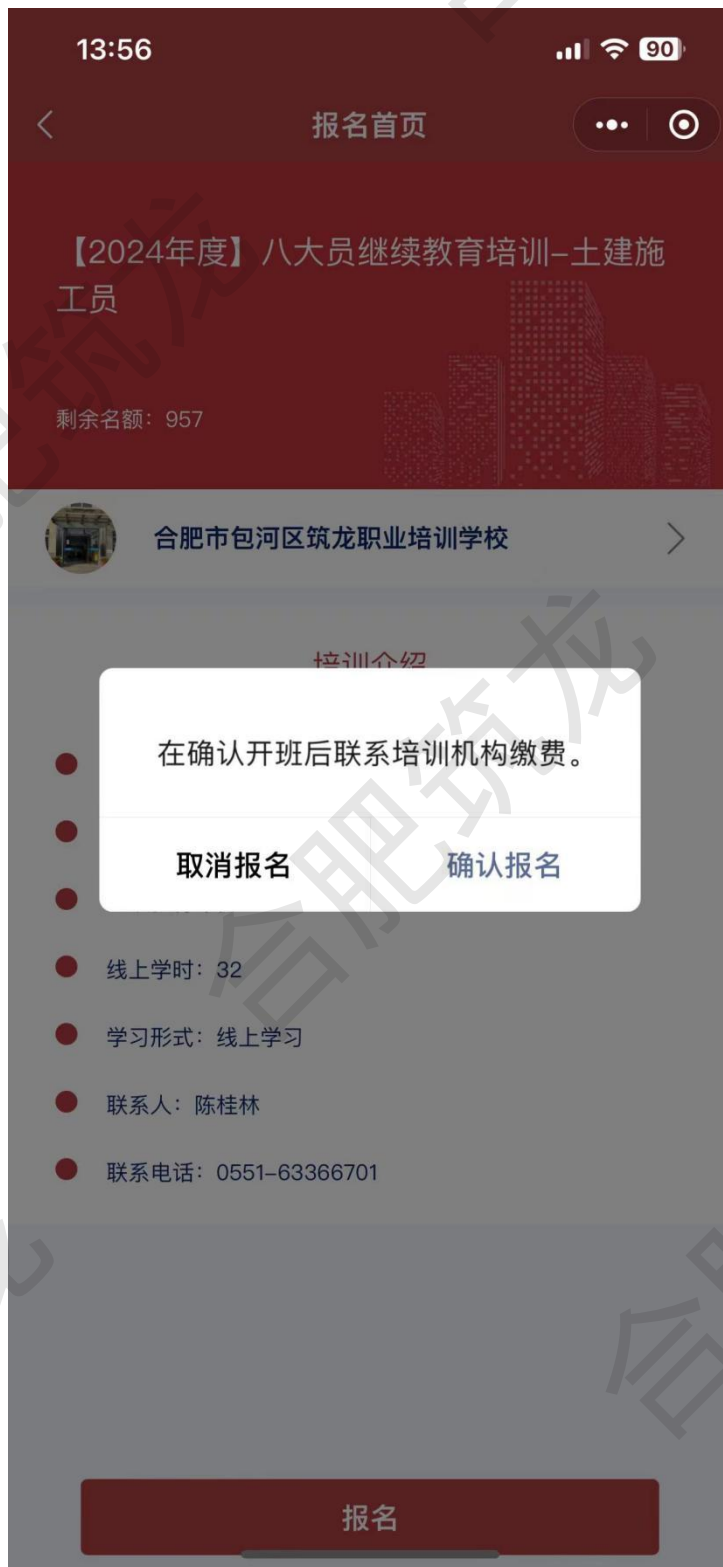 13:56
90
报名首页
【2024年度】八大员继续教育培训-土建施
工员
剩余名额：957
合肥市包河区筑龙职业培训学校
培训介绍
在确认开班后联系培训机构缴费。
取消报名
确认报名
线上学时：32
学习形式：线上学习
联系人：陈桂林
联系电话：0551-63366701
报名
合肥筑龙